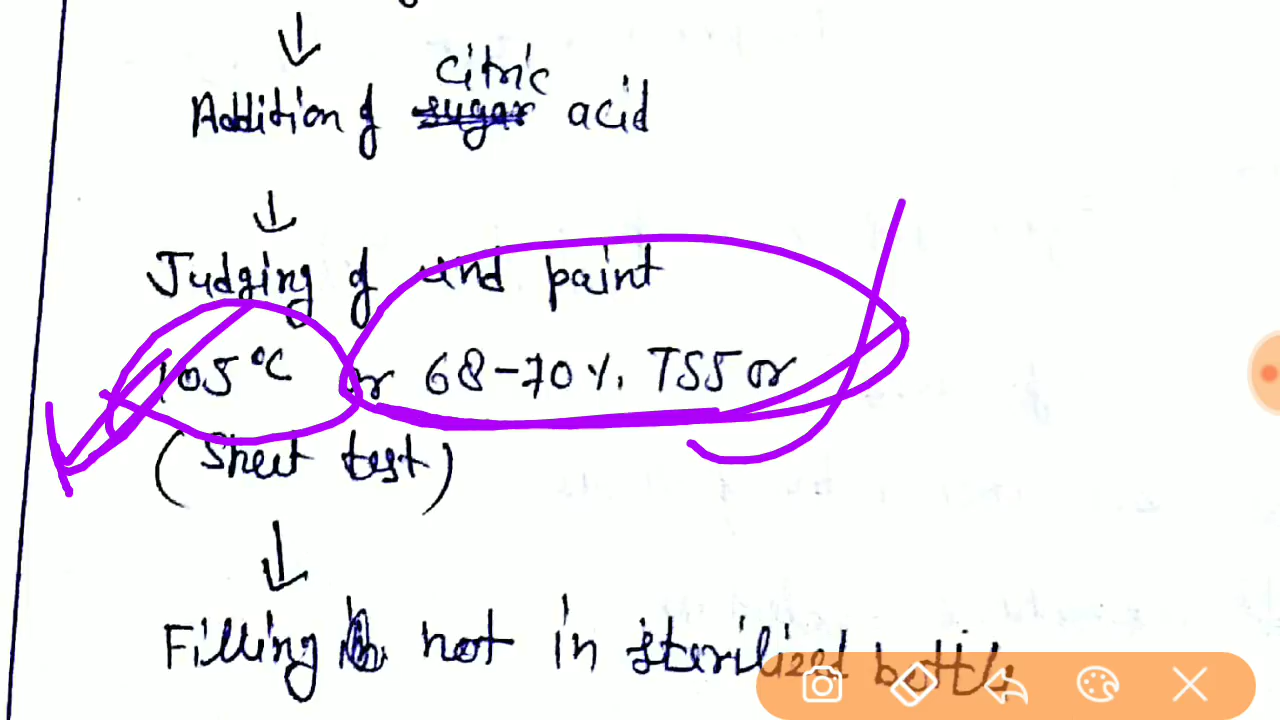 ↓
Addition of citric acid
↓
Judging of end point
105°C or 68-70%. TSS or
(Sheet test)
↓
Filling hot in sterilized bottle